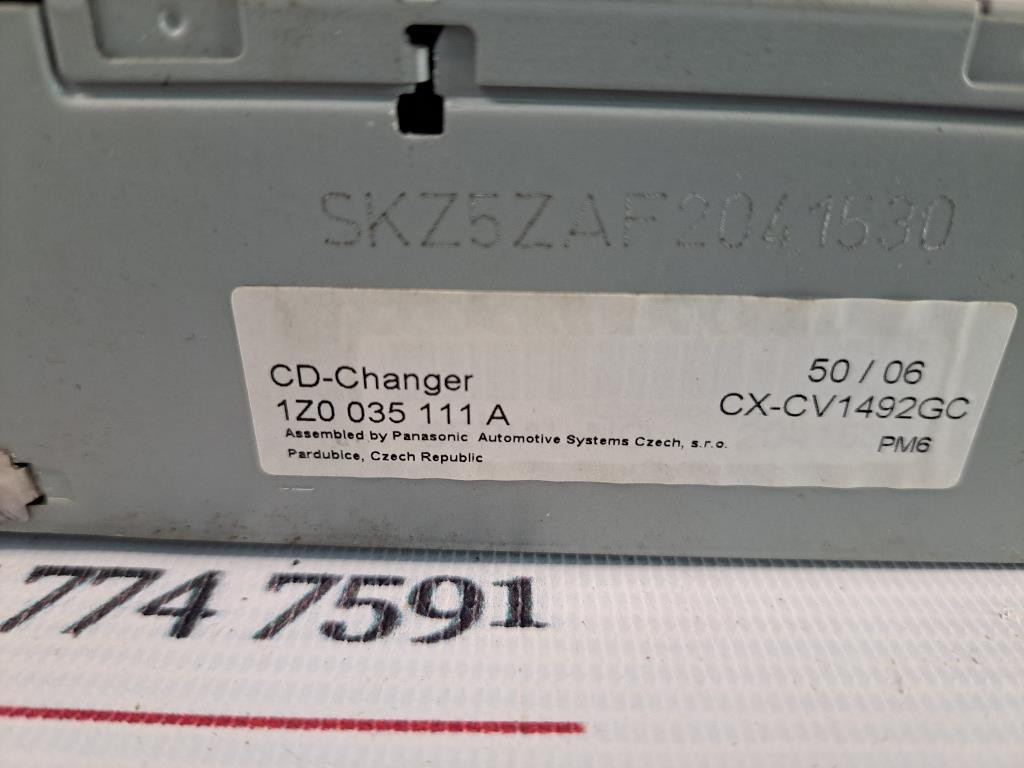 SKZ5ZAF2041530
CD-Changer
50 / 06
1Z0 035 111 A
CX-CV1492GC
Assembled by Panasonic Automotive Systems Czech, s.r.o.
PM6
Pardubice, Czech Republic
774 7591